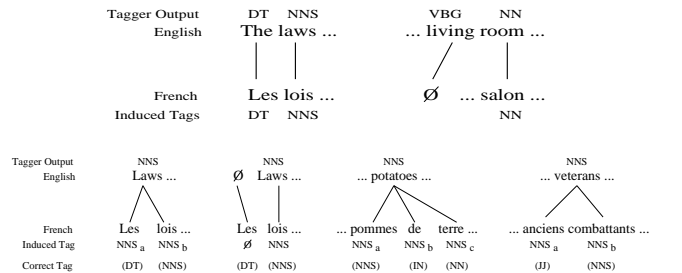 Tagger Output DT NNS VBG NN
English The laws ... ... living room ...
French Les lois ... Ø ... salon ...
Induced Tags DT NNS NN
Tagger Output NNS NNS NNS NNS
English Laws ... Ø Laws ... ... potatoes ... ... veterans ...
French Les lois ... Les lois ... ... pommes de terre ... ... anciens combattants ...
Induced Tag NNS a NNS b Ø NNS NNS a NNS b NNS c NNS a NNS b
Correct Tag (DT) (NNS) (DT) (NNS) (NNS) (IN) (NN) (JJ) (NNS)